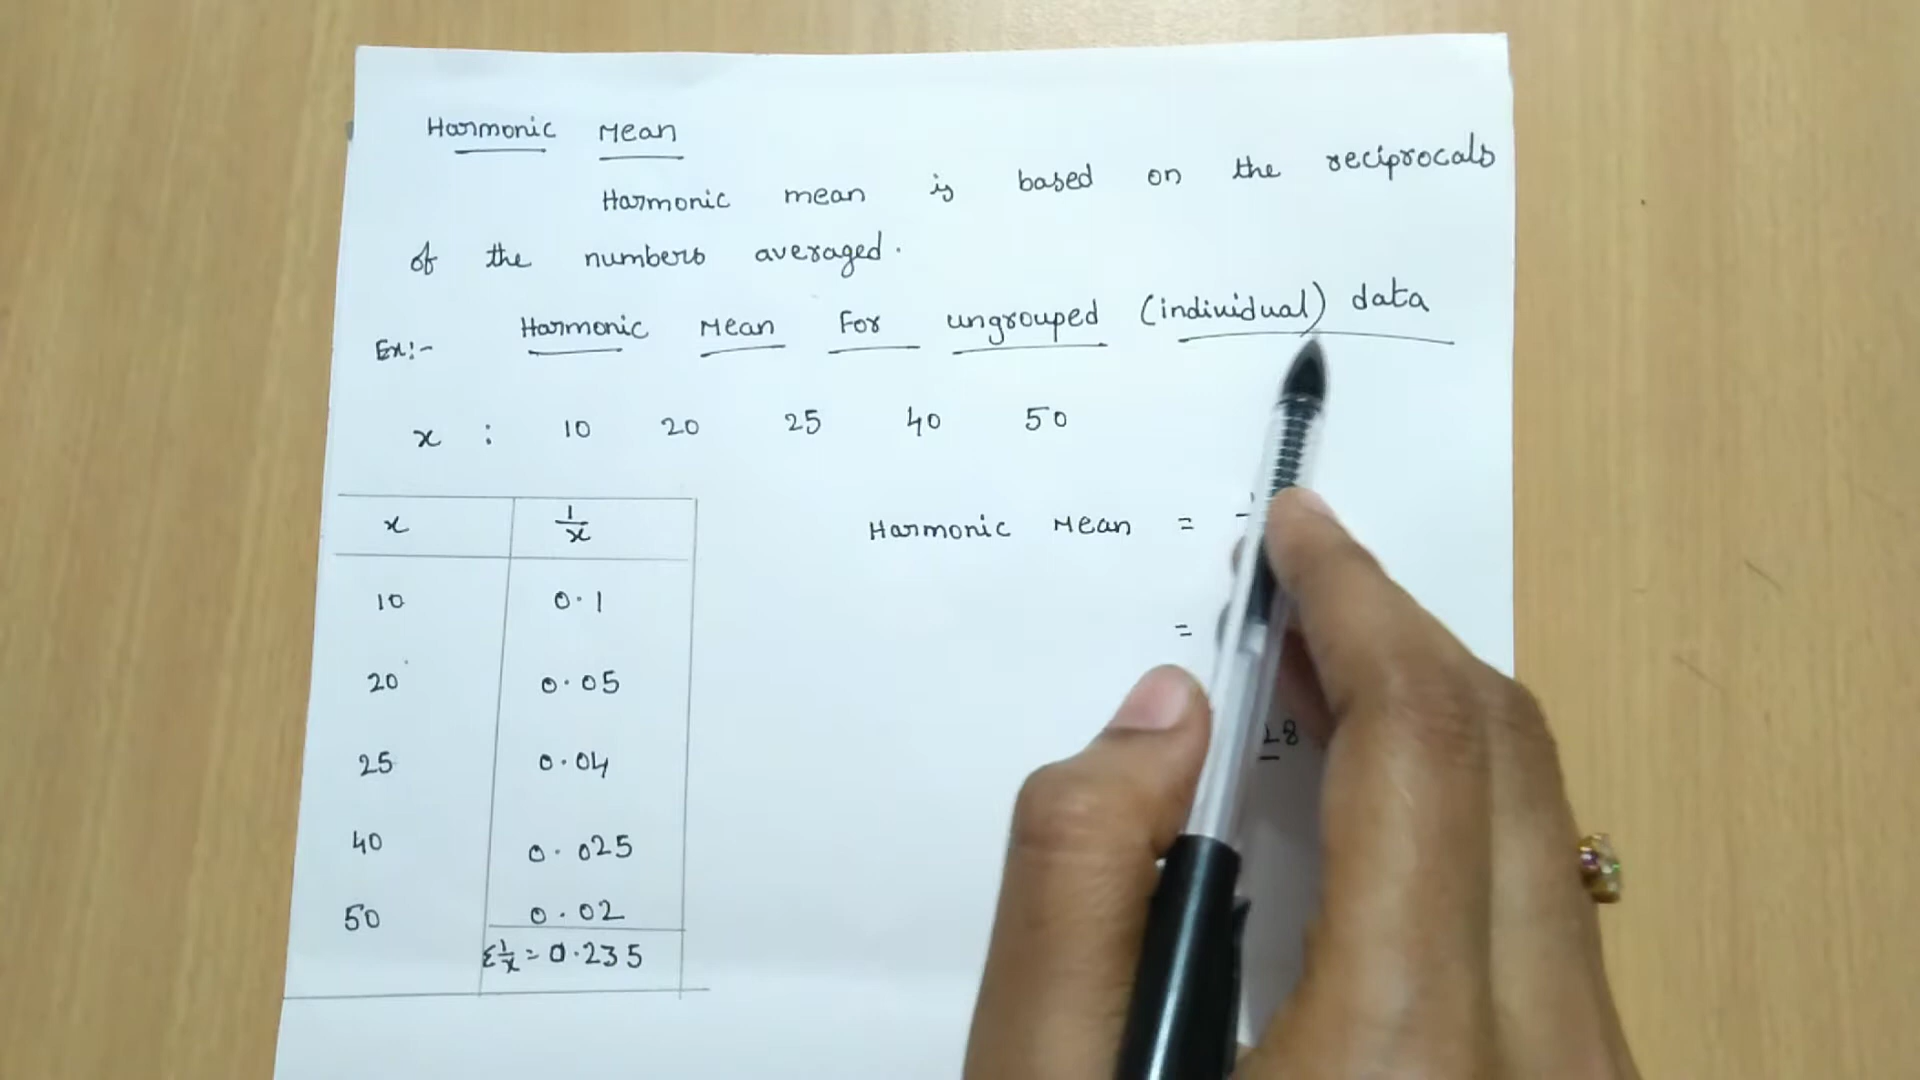 Harmonic Mean
Harmonic mean is based on the reciprocals
of the numbers averaged.
Ex:- Harmonic Mean For ungrouped (individual) data
x : 10 20 25 40 50
x 1/x
10 0.1
20 0.05
25 0.04
40 0.025
50 0.02
Σ1/x = 0.235
Harmonic Mean =
=
28